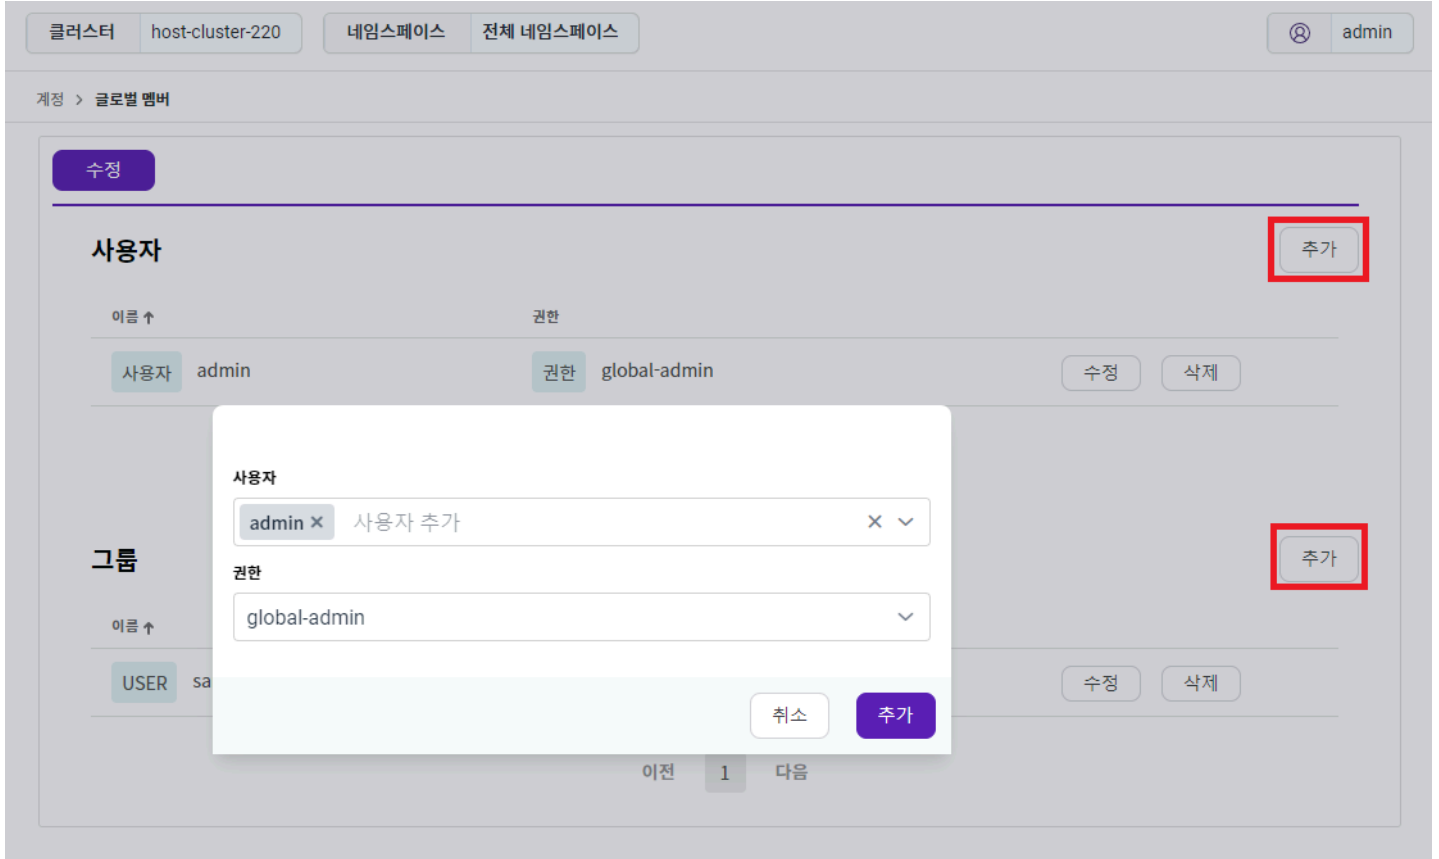 클러스터 host-cluster-220 네임스페이스 전체 네임스페이스 admin
계정 > 글로벌 멤버
수정
사용자 추가
이름 ↑ 권한
사용자 admin 권한 global-admin 수정 삭제
사용자
admin × 사용자 추가
권한
global-admin
취소 추가
그룹 추가
이름 ↑
USER sa 수정 삭제
이전 1 다음